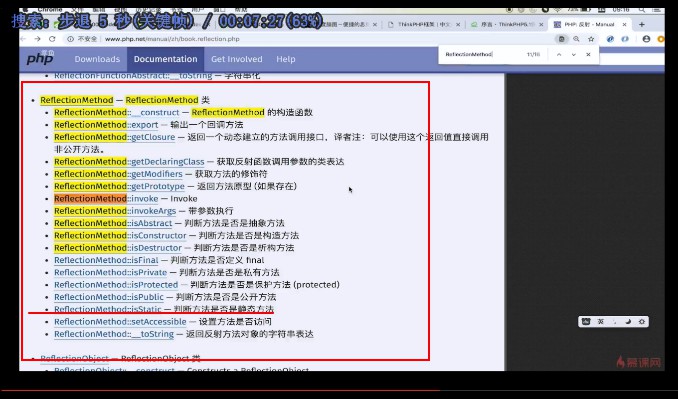 搜索: 步退 5 秒(关键帧) / 00:07:27(63%)
Chrome
ThinkPHP框架
PHP: 反射 - Manual
不安全 www.php.net/manual/zh/book.reflection.php
ReflectionMethod 11/16
php Downloads Documentation Get Involved Help
ReflectionFunctionAbstract::__toString — 字符串化
ReflectionMethod — ReflectionMethod 类
ReflectionMethod::__construct — ReflectionMethod 的构造函数
ReflectionMethod::export — 输出一个回调方法
ReflectionMethod::getClosure — 返回一个动态建立的方法调用接口，译者注：可以使用这个返回值直接调用
非公开方法。
ReflectionMethod::getDeclaringClass — 获取反射函数调用参数的类表达
ReflectionMethod::getModifiers — 获取方法的修饰符
ReflectionMethod::getPrototype — 返回方法原型 (如果存在)
ReflectionMethod::invoke — Invoke
ReflectionMethod::invokeArgs — 带参数执行
ReflectionMethod::isAbstract — 判断方法是否是抽象方法
ReflectionMethod::isConstructor — 判断方法是否是构造方法
ReflectionMethod::isDestructor — 判断方法是否是析构方法
ReflectionMethod::isFinal — 判断方法是否定义 final
ReflectionMethod::isPrivate — 判断方法是否是私有方法
ReflectionMethod::isProtected — 判断方法是否是保护方法 (protected)
ReflectionMethod::isPublic — 判断方法是否是公开方法
ReflectionMethod::isStatic — 判断方法是否是静态方法
ReflectionMethod::setAccessible — 设置方法是否访问
ReflectionMethod::__toString — 返回反射方法对象的字符串表达
ReflectionObject — ReflectionObject 类
ReflectionObject::__construct — Constructs a ReflectionObject
英
慕课网